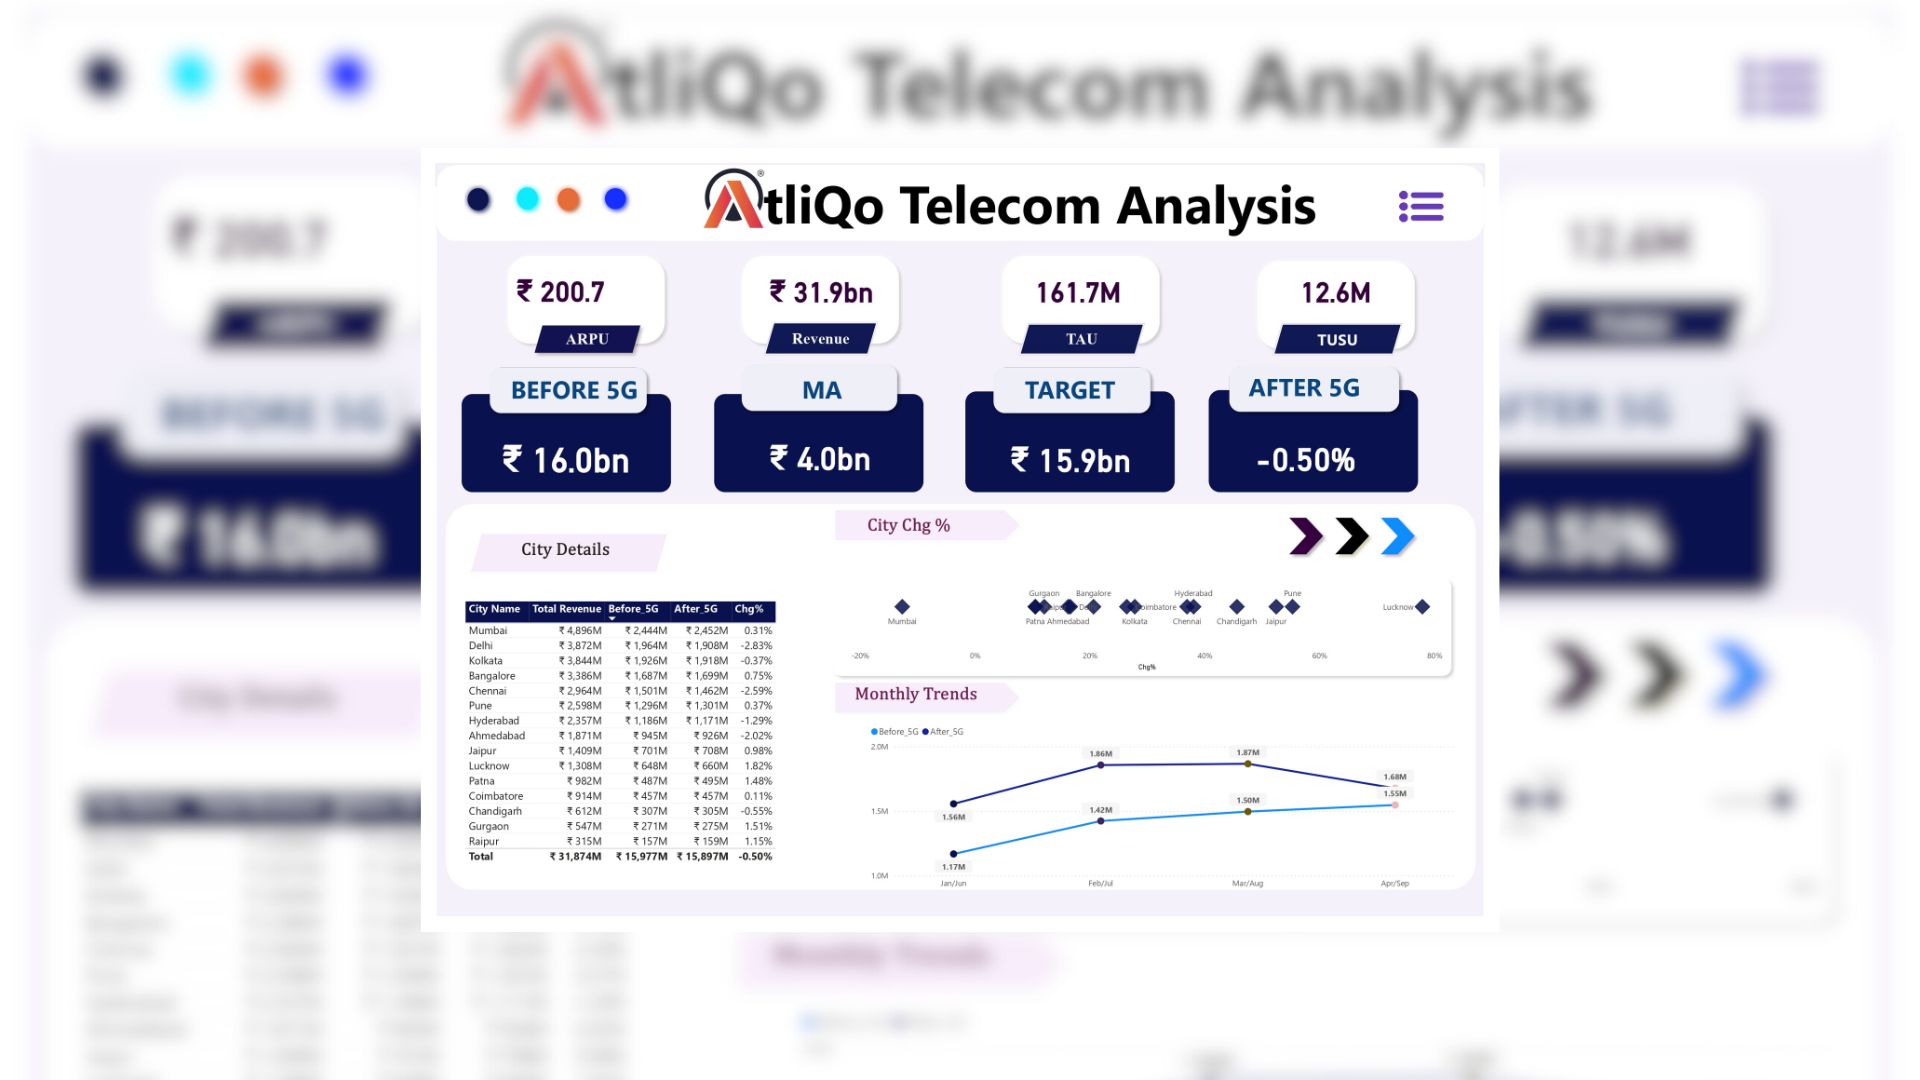 AtliQo Telecom Analysis
®
₹ 200.7
ARPU
₹ 31.9bn
Revenue
161.7M
TAU
12.6M
TUSU
BEFORE 5G
₹ 16.0bn
MA
₹ 4.0bn
TARGET
₹ 15.9bn
AFTER 5G
-0.50%
City Details
City Name Total Revenue Before_5G After_5G Chg%
Mumbai ₹ 4,896M ₹ 2,444M ₹ 2,452M 0.31%
Delhi ₹ 3,872M ₹ 1,964M ₹ 1,908M -2.83%
Kolkata ₹ 3,844M ₹ 1,926M ₹ 1,918M -0.37%
Bangalore ₹ 3,386M ₹ 1,687M ₹ 1,699M 0.75%
Chennai ₹ 2,964M ₹ 1,501M ₹ 1,462M -2.59%
Pune ₹ 2,598M ₹ 1,296M ₹ 1,301M 0.37%
Hyderabad ₹ 2,357M ₹ 1,186M ₹ 1,171M -1.29%
Ahmedabad ₹ 1,871M ₹ 945M ₹ 926M -2.02%
Jaipur ₹ 1,409M ₹ 701M ₹ 708M 0.98%
Lucknow ₹ 1,308M ₹ 648M ₹ 660M 1.82%
Patna ₹ 982M ₹ 487M ₹ 495M 1.48%
Coimbatore ₹ 914M ₹ 457M ₹ 457M 0.11%
Chandigarh ₹ 612M ₹ 307M ₹ 305M -0.55%
Gurgaon ₹ 547M ₹ 271M ₹ 275M 1.51%
Raipur ₹ 315M ₹ 157M ₹ 159M 1.15%
Total ₹ 31,874M ₹ 15,977M ₹ 15,897M -0.50%
City Chg %
Gurgaon Bangalore Hyderabad Pune
Lucknow
Mumbai Patna Ahmedabad Kolkata Chennai Chandigarh Jaipur
-20% 0% 20% 40% 60% 80%
Chg%
Monthly Trends
Before_5G After_5G
2.0M
1.86M 1.87M
1.68M
1.55M
1.50M
1.5M
1.42M
1.56M
1.17M
1.0M
Jan/Jun Feb/Jul Mar/Aug Apr/Sep